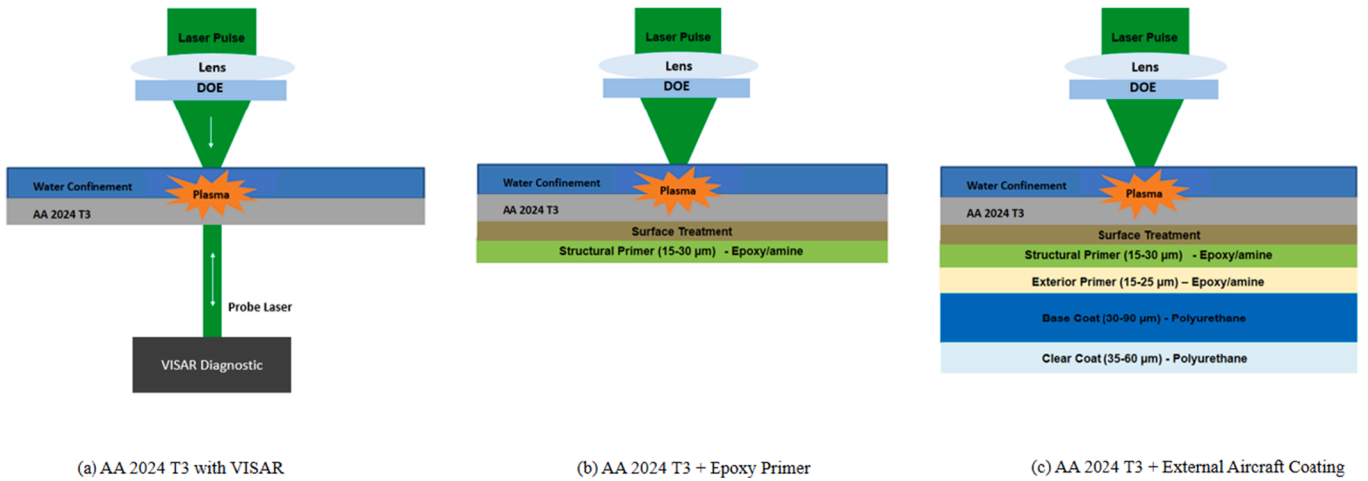 Laser Pulse
Lens
DOE
Water Confinement
Plasma
AA 2024 T3
Probe Laser
VISAR Diagnostic
(a) AA 2024 T3 with VISAR
Laser Pulse
Lens
DOE
Water Confinement
Plasma
AA 2024 T3
Surface Treatment
Structural Primer (15-30 µm) - Epoxy/amine
(b) AA 2024 T3 + Epoxy Primer
Laser Pulse
Lens
DOE
Water Confinement
Plasma
AA 2024 T3
Surface Treatment
Structural Primer (15-30 µm) - Epoxy/amine
Exterior Primer (15-25 µm) – Epoxy/amine
Base Coat (30-90 µm) - Polyurethane
Clear Coat (35-60 µm) - Polyurethane
(c) AA 2024 T3 + External Aircraft Coating